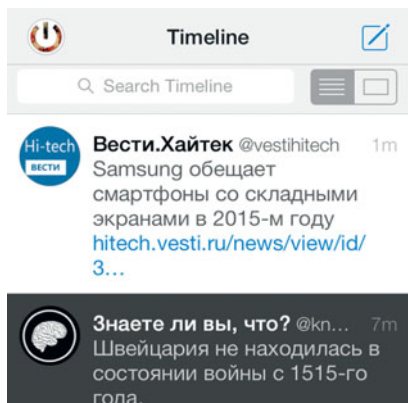 Timeline
Search Timeline
Hi-tech
ВЕСТИ
Вести.Хайтек @vestihitech 1m
Samsung обещает
смартфоны со складными
экранами в 2015-м году
hitech.vesti.ru/news/view/id/
3...
Знаете ли вы, что? @kn... 7m
Швейцария не находилась в
состоянии войны с 1515-го
года.